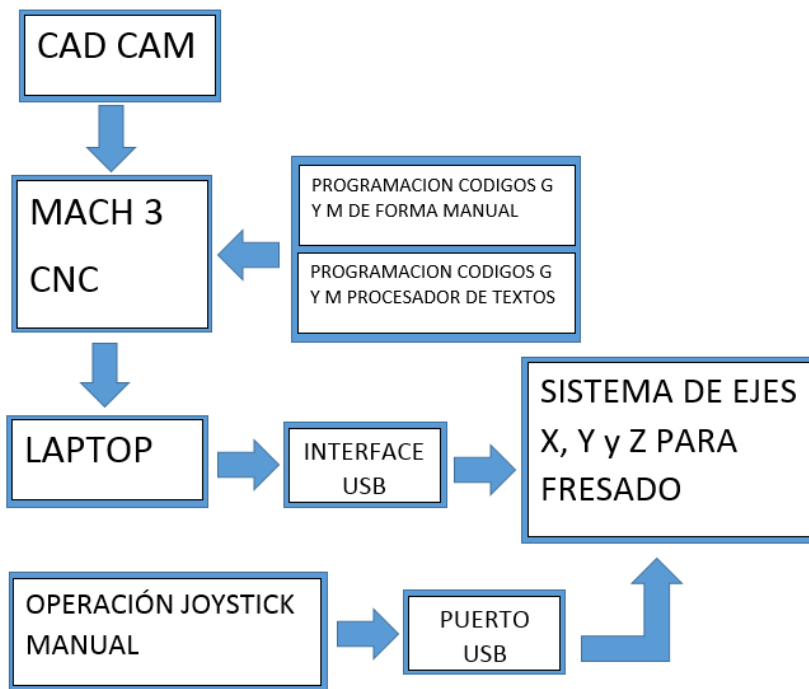 CAD CAM
MACH 3
CNC
PROGRAMACION CODIGOS G
Y M DE FORMA MANUAL
PROGRAMACION CODIGOS G
Y M PROCESADOR DE TEXTOS
LAPTOP
INTERFACE
USB
SISTEMA DE EJES
X, Y y Z PARA
FRESADO
OPERACIÓN JOYSTICK
MANUAL
PUERTO
USB